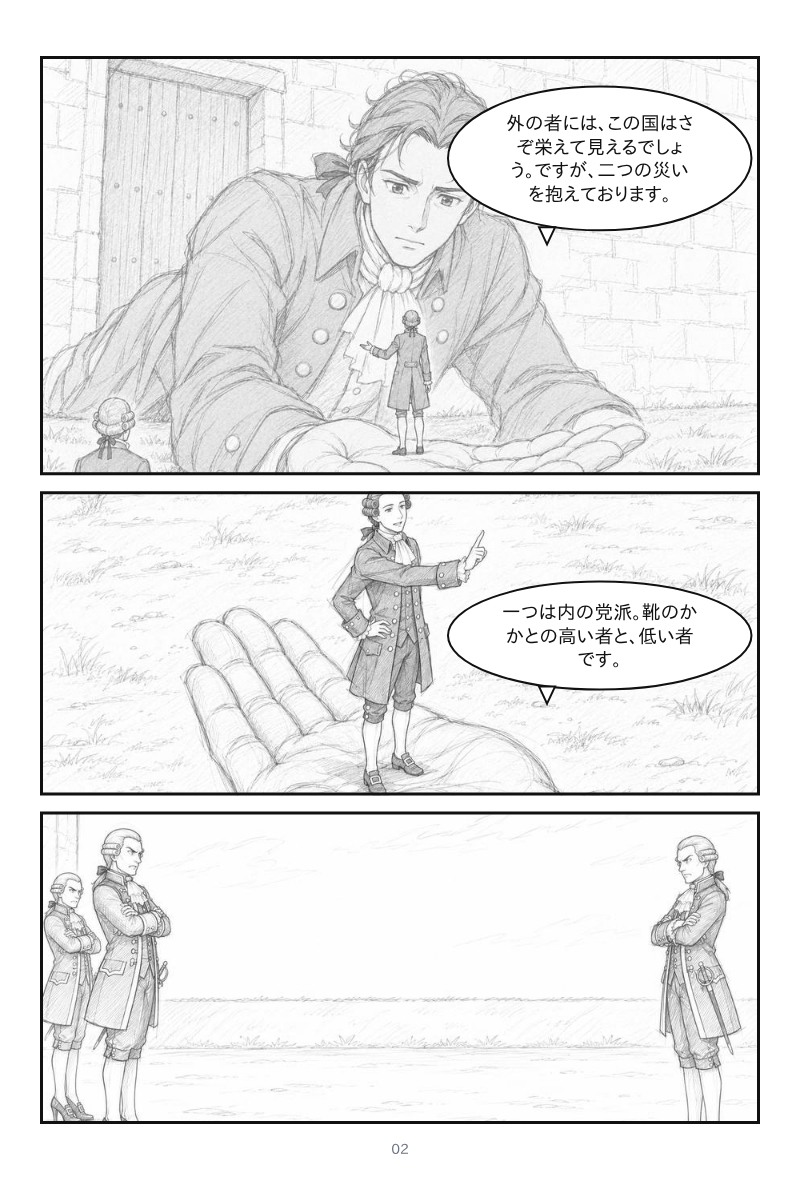 外の者には、この国はさ
ぞ栄えて見えるでしょ
う。ですが、二つの災い
を抱えております。
一つは内の党派。靴のか
かとの高い者と、低い者
です。
02